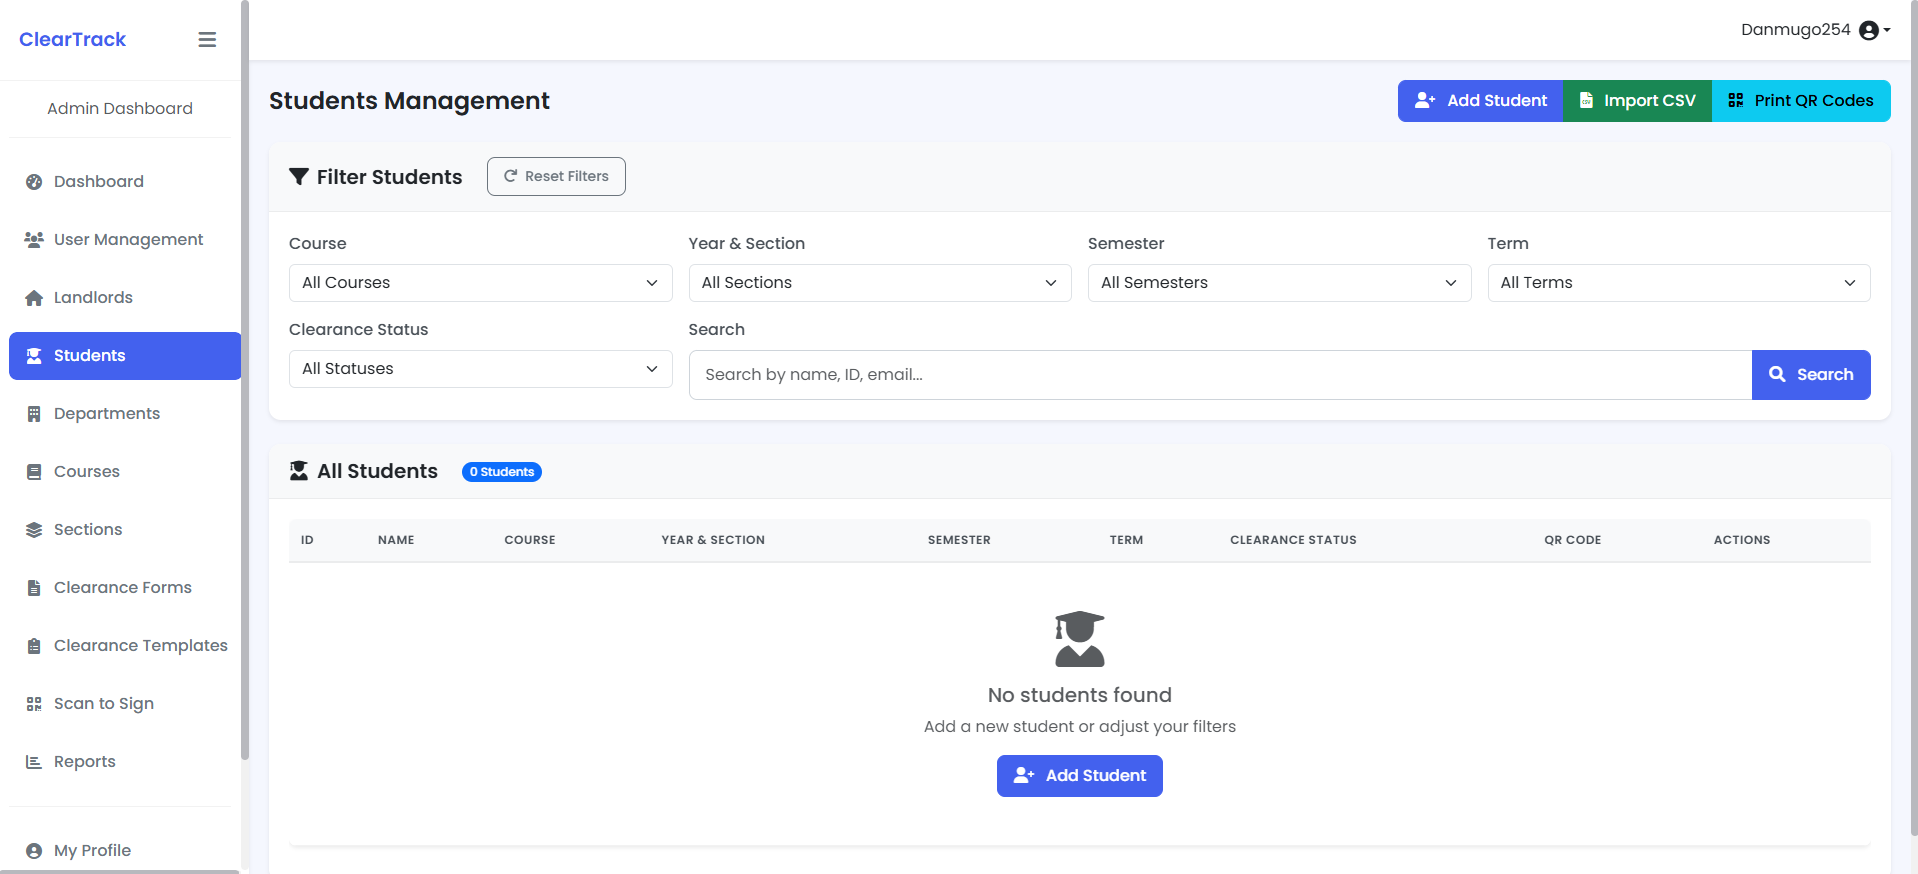 ClearTrack
Danmugo254
Admin Dashboard
Dashboard
User Management
Landlords
Students
Departments
Courses
Sections
Clearance Forms
Clearance Templates
Scan to Sign
Reports
My Profile
Students Management
Add Student
Import CSV
Print QR Codes
Filter Students
Reset Filters
Course
Year & Section
Semester
Term
All Courses
All Sections
All Semesters
All Terms
Clearance Status
Search
All Statuses
Search by name, ID, email...
Search
All Students
0 Students
ID NAME COURSE YEAR & SECTION SEMESTER TERM CLEARANCE STATUS QR CODE ACTIONS
No students found
Add a new student or adjust your filters
Add Student